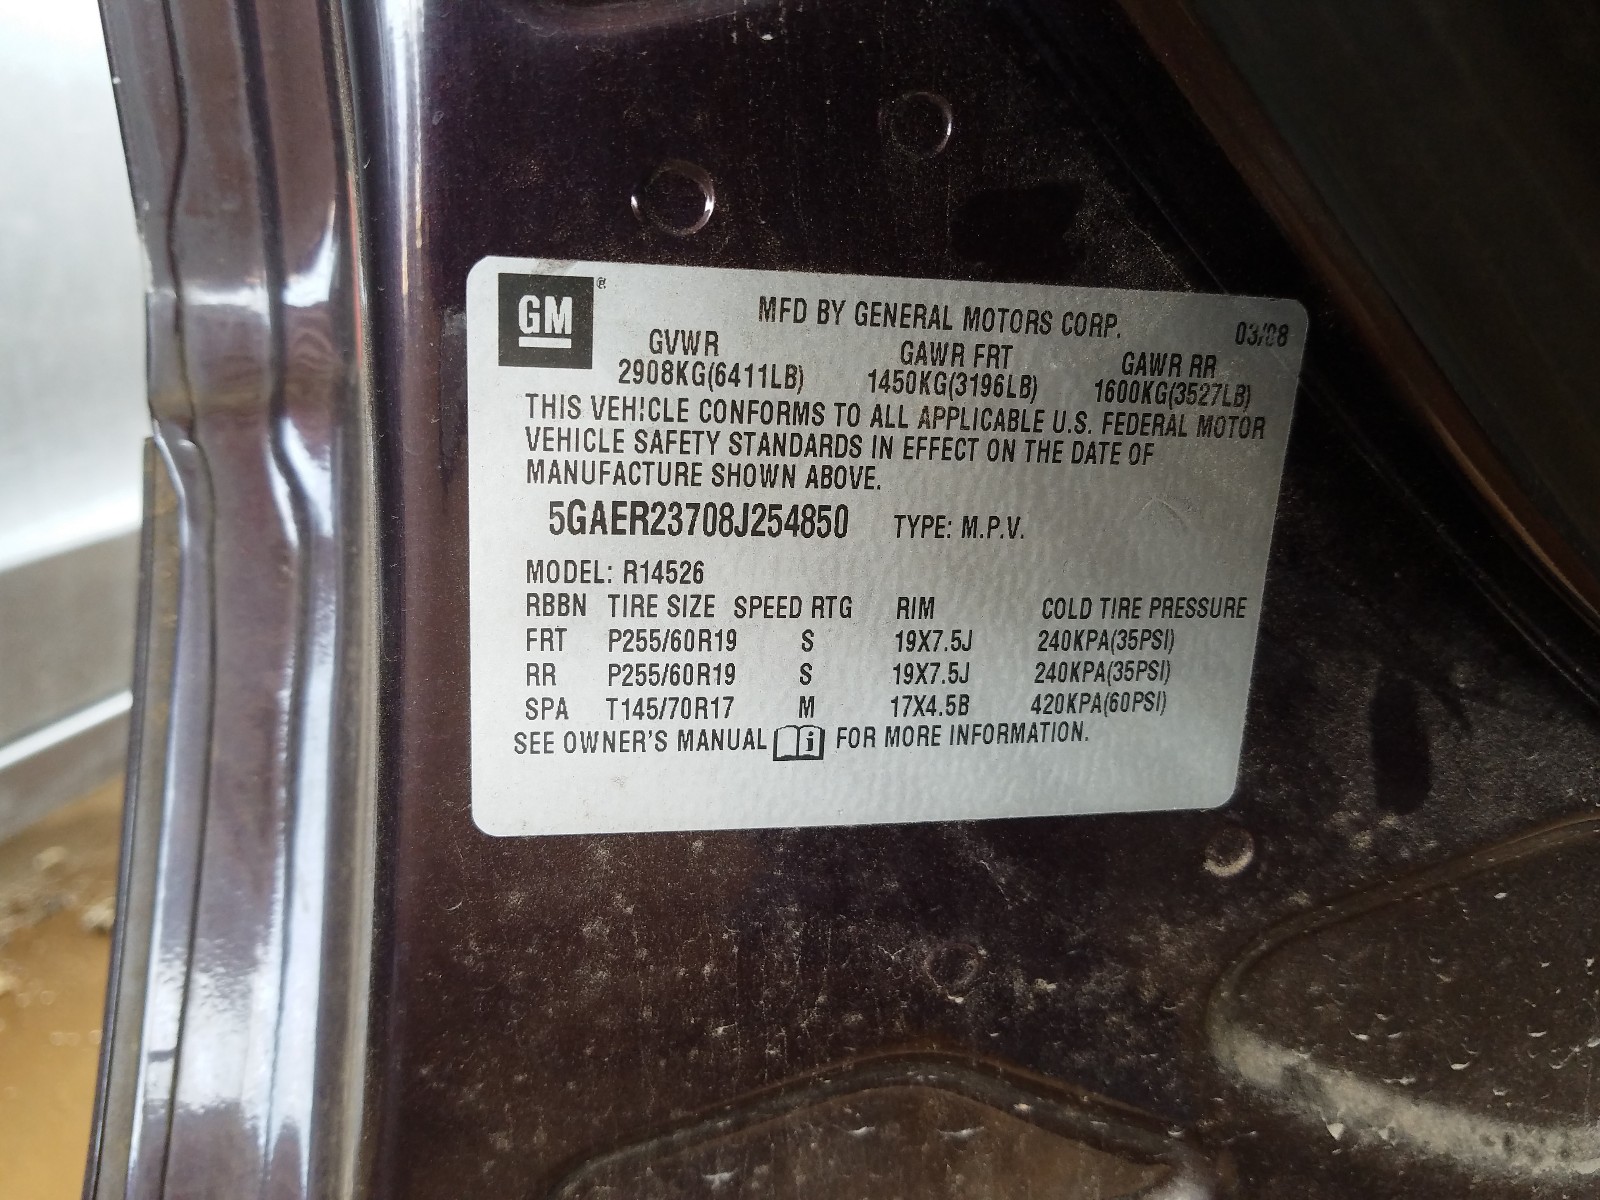 GM®
MFD BY GENERAL MOTORS CORP. 03/08
GVWR GAWR FRT GAWR RR
2908KG(6411LB) 1450KG(3196LB) 1600KG(3527LB)
THIS VEHICLE CONFORMS TO ALL APPLICABLE U.S. FEDERAL MOTOR
VEHICLE SAFETY STANDARDS IN EFFECT ON THE DATE OF
MANUFACTURE SHOWN ABOVE.
5GAER23708J254850 TYPE: M.P.V.
MODEL: R14526
RBBN TIRE SIZE SPEED RTG RIM COLD TIRE PRESSURE
FRT P255/60R19 S 19X7.5J 240KPA(35PSI)
RR P255/60R19 S 19X7.5J 240KPA(35PSI)
SPA T145/70R17 M 17X4.5B 420KPA(60PSI)
SEE OWNER'S MANUAL i FOR MORE INFORMATION.